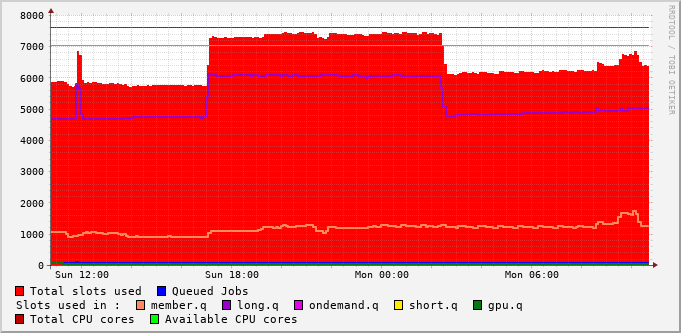 8000
7000
6000
5000
4000
3000
2000
1000
0
Sun 12:00 Sun 18:00 Mon 00:00 Mon 06:00
Total slots used Queued Jobs
Slots used in : member.q long.q ondemand.q short.q gpu.q
Total CPU cores Available CPU cores
RRDTOOL / TOBI OETIKER